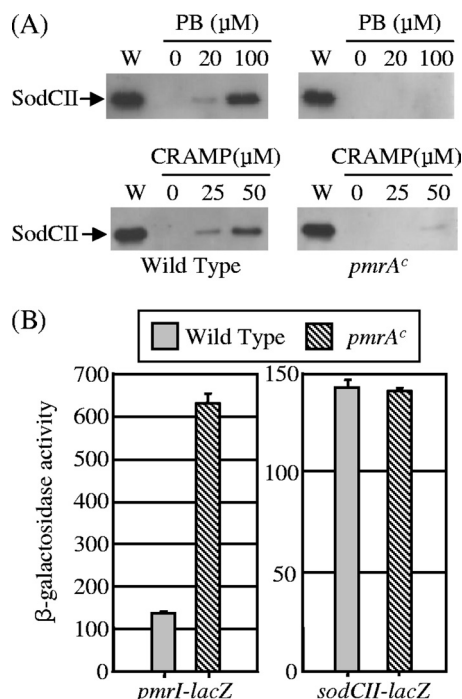 (A)
PB (µM)
PB (µM)
W 0 20 100
W 0 20 100
SodCII
CRAMP(µM)
CRAMP(µM)
W 0 25 50
W 0 25 50
SodCII
Wild Type
pmrAᶜ
(B)
Wild Type
pmrAᶜ
β-galactosidase activity
700
600
500
400
300
200
100
0
150
100
50
0
pmrI-lacZ
sodCII-lacZ